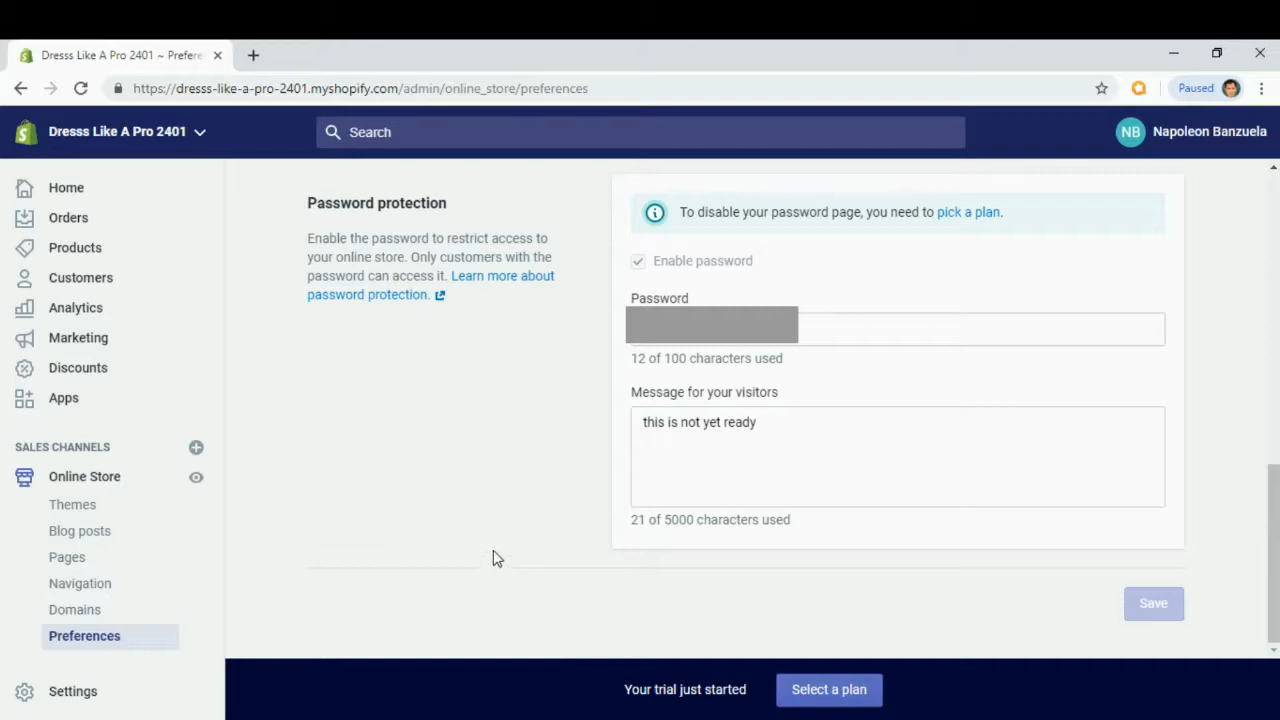 Dresss Like A Pro 2401 ~ Prefere
https://dresss-like-a-pro-2401.myshopify.com/admin/online_store/preferences
Paused
Dresss Like A Pro 2401
Search
NB
Napoleon Banzuela
Home
Orders
Products
Customers
Analytics
Marketing
Discounts
Apps
SALES CHANNELS
Online Store
Themes
Blog posts
Pages
Navigation
Domains
Preferences
Settings
Password protection
Enable the password to restrict access to
your online store. Only customers with the
password can access it. Learn more about
password protection.
To disable your password page, you need to pick a plan.
Enable password
Password
12 of 100 characters used
Message for your visitors
this is not yet ready
21 of 5000 characters used
Save
Your trial just started
Select a plan